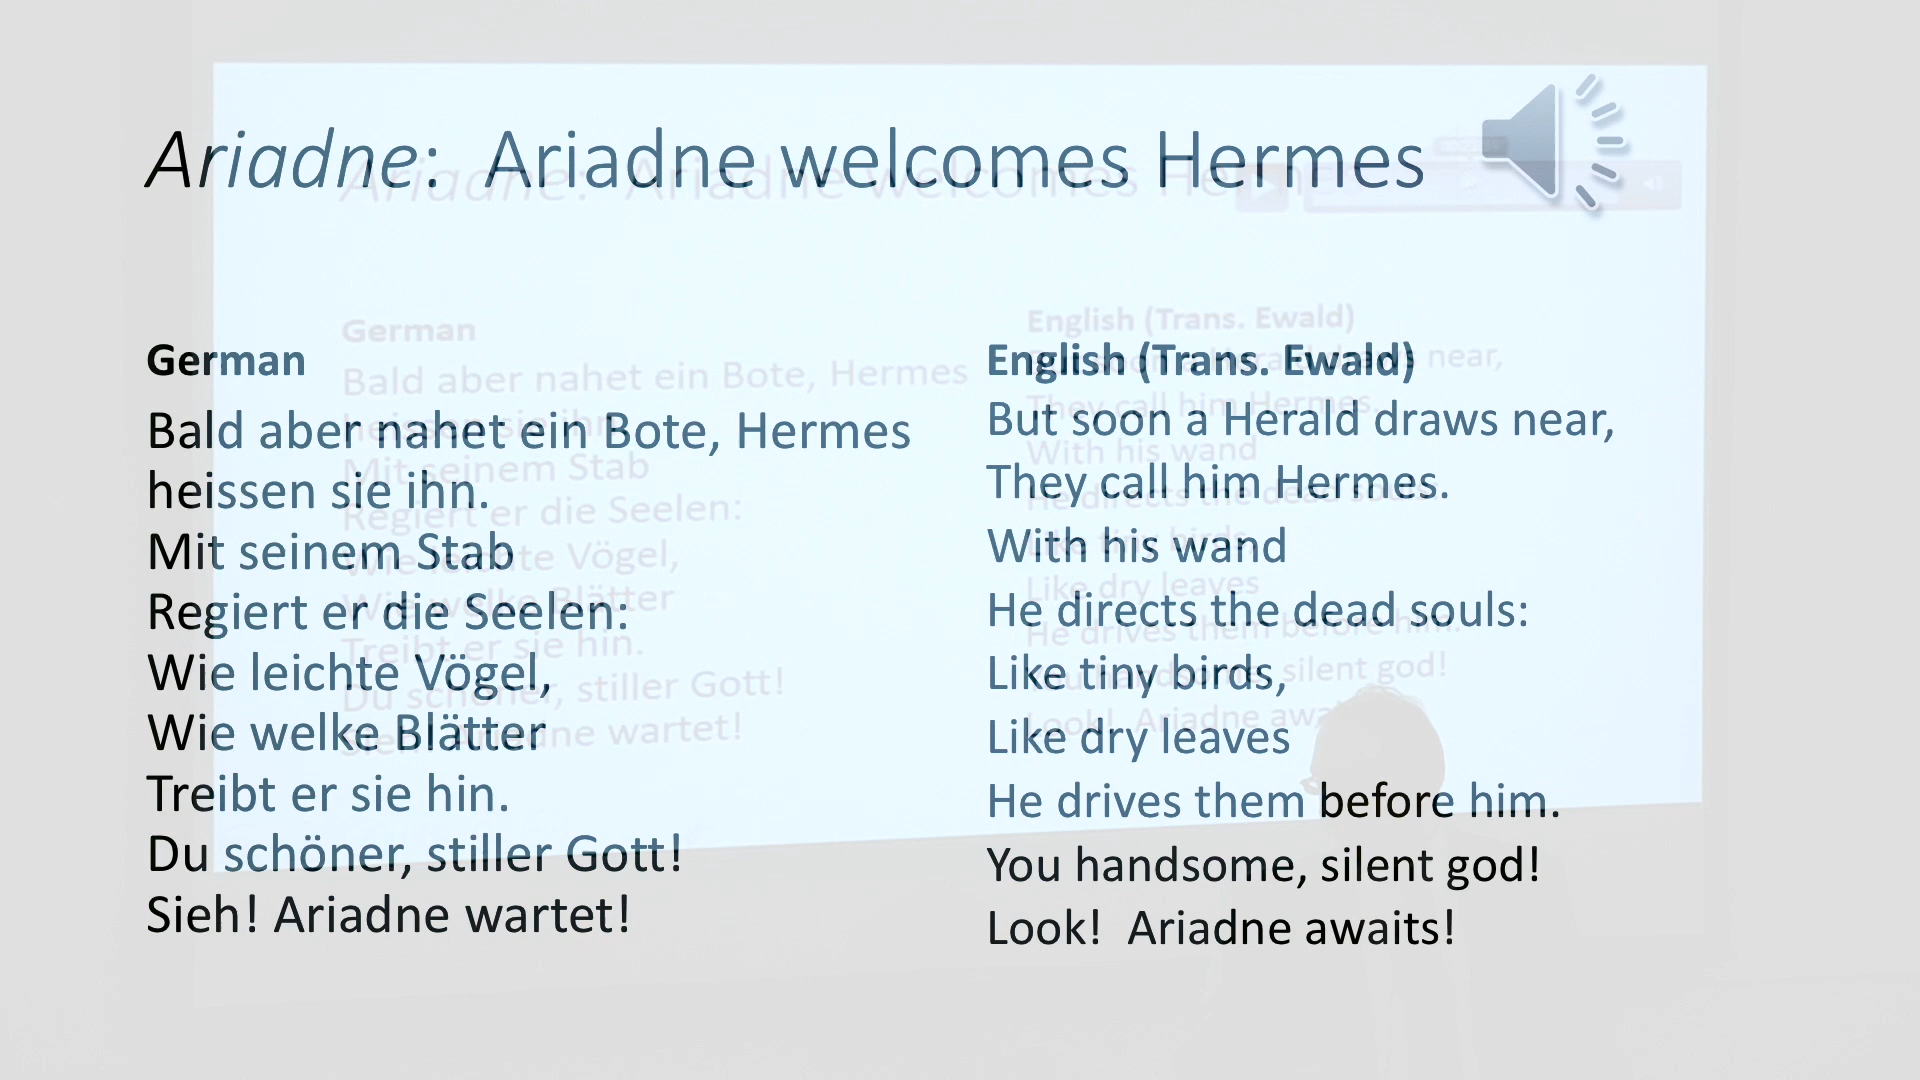 Ariadne: Ariadne welcomes Hermes
German
Bald aber nahet ein Bote, Hermes
heissen sie ihn.
Mit seinem Stab
Regiert er die Seelen:
Wie leichte Vögel,
Wie welke Blätter
Treibt er sie hin.
Du schöner, stiller Gott!
Sieh! Ariadne wartet!
English (Trans. Ewald)
But soon a Herald draws near,
They call him Hermes.
With his wand
He directs the dead souls:
Like tiny birds,
Like dry leaves
He drives them before him.
You handsome, silent god!
Look! Ariadne awaits!